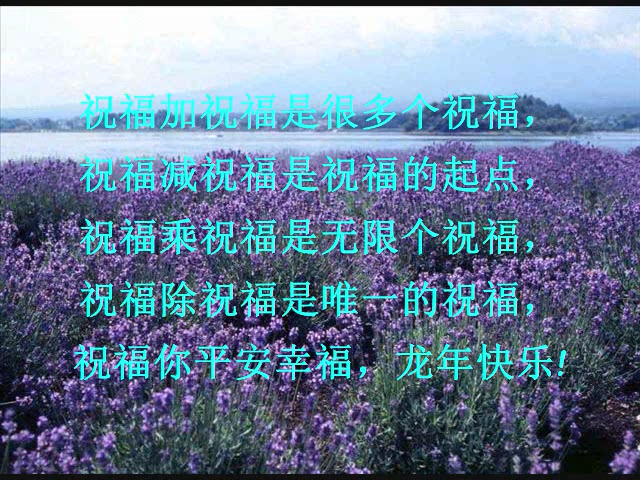 祝福加祝福是很多个祝福，
祝福减祝福是祝福的起点，
祝福乘祝福是无限个祝福，
祝福除祝福是唯一的祝福，
祝福你平安幸福，龙年快乐!